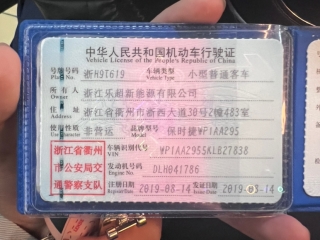 中华人民共和国机动车行驶证
Vehicle License of the People's Republic of China
号牌号码 浙H9T619 车辆类型 小型普通客车
Plate No. Vehicle Type
所有人 浙江乐超新能源有限公司
Owner
住址 浙江省衢州市浙西大道30号2幢483室
Address
使用性质 非营运 品牌型号 保时捷WP1AA295
Use Character Model
浙江省衢州 车辆识别代号 WP1AA2955KLB27838
VIN
市公安局交 发动机号码 DLH041786
Engine No.
通警察支队 注册日期 2019-08-14 发证日期 2019-08-14
Register Date Issue Date